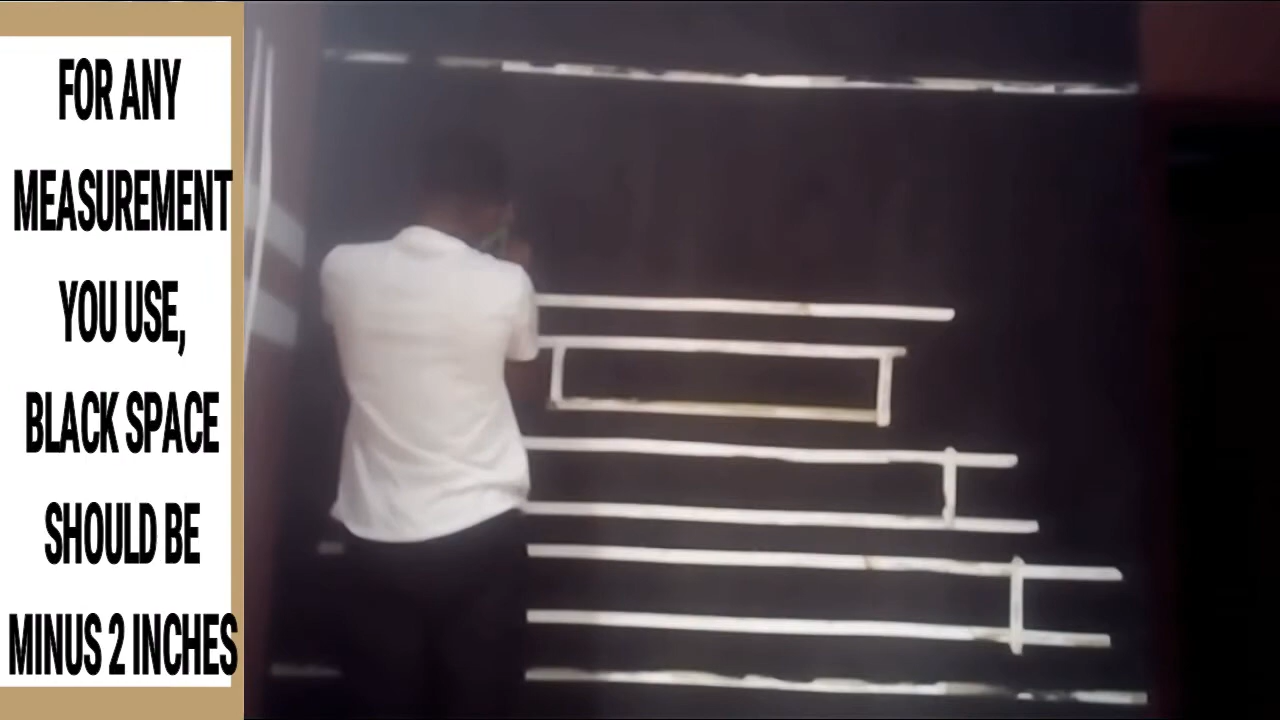 FOR ANY
MEASUREMENT
YOU USE,
BLACK SPACE
SHOULD BE
MINUS 2 INCHES